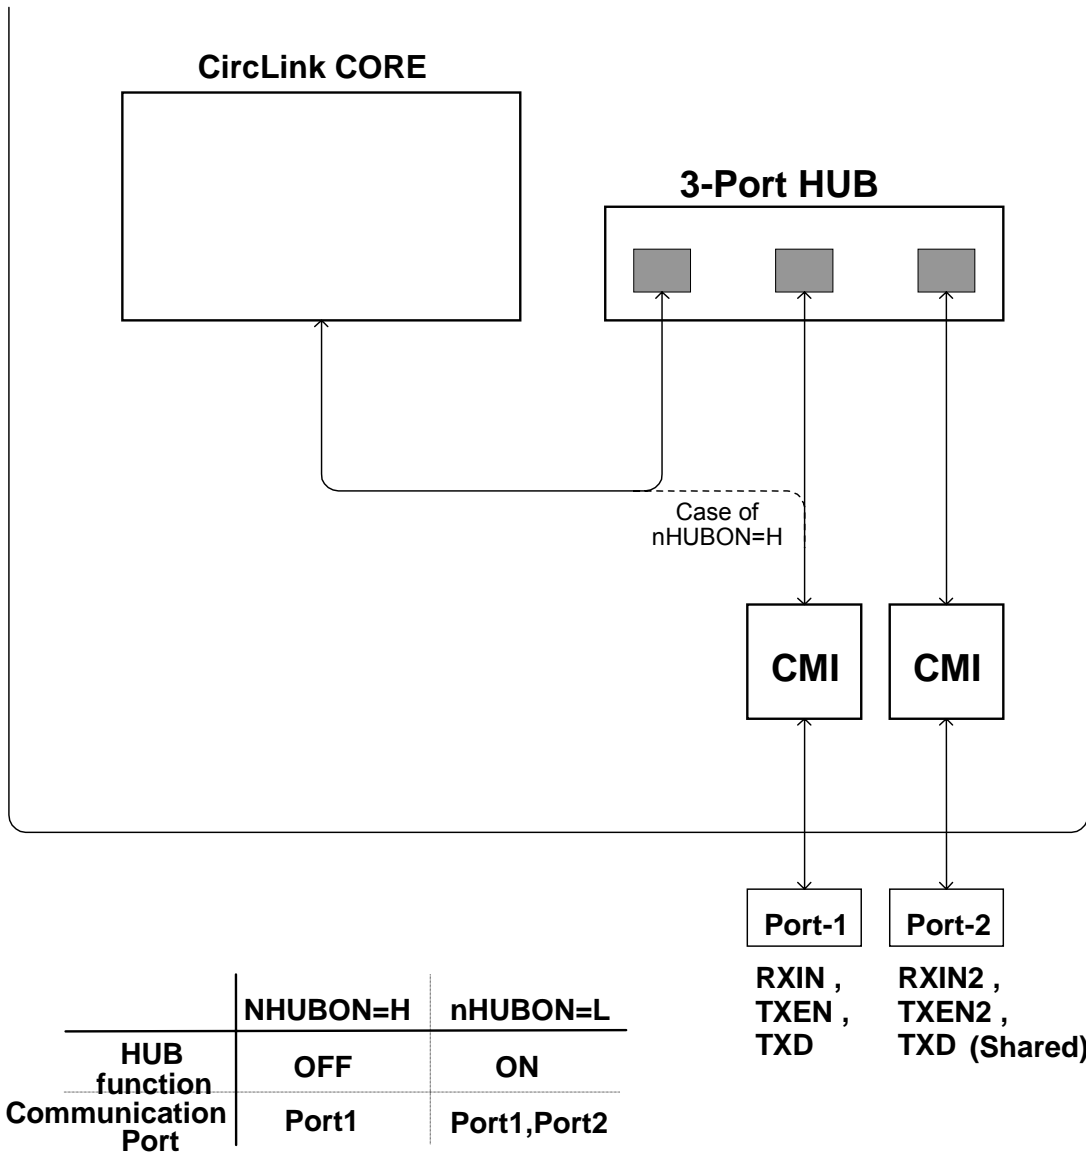 CircLink CORE
3-Port HUB
Case of
nHUBON=H
CMI
CMI
Port-1
Port-2
RXIN ,
TXEN ,
TXD
RXIN2 ,
TXEN2 ,
TXD (Shared)
NHUBON=H nHUBON=L
HUB
function
OFF ON
Communication
Port
Port1 Port1,Port2